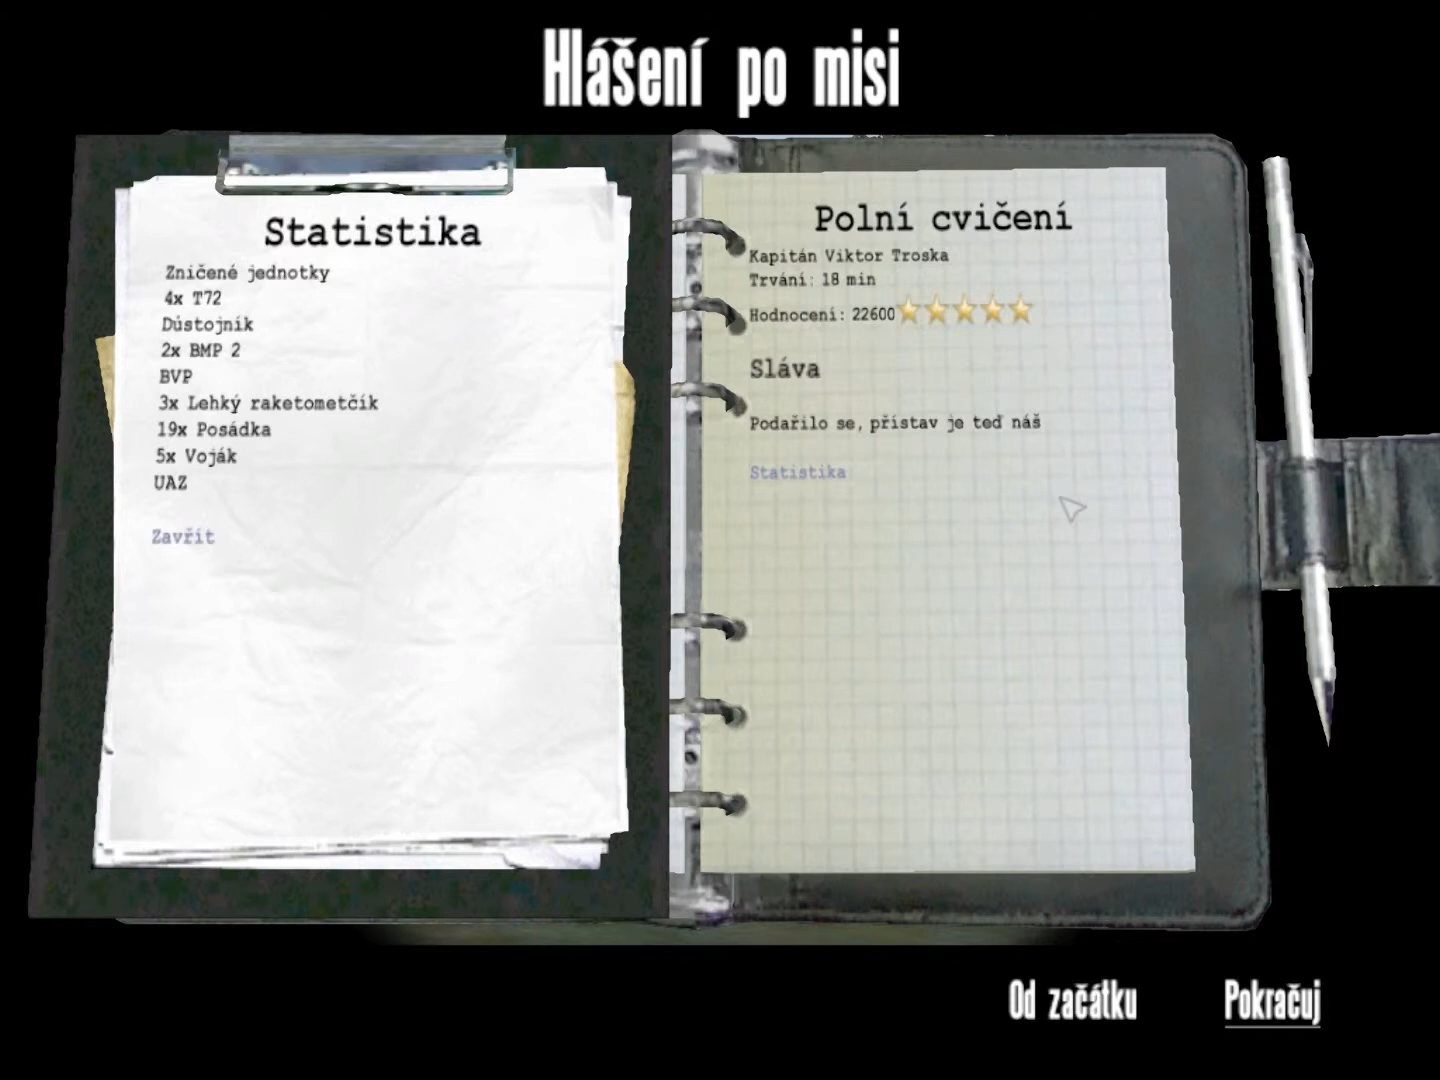 Hlášení po misi
Statistika
Zničené jednotky
4x T72
Důstojník
2x BMP 2
BVP
3x Lehký raketometčík
19x Posádka
5x Voják
UAZ
Zavřít
Polní cvičení
Kapitán Viktor Troska
Trvání: 18 min
Hodnocení: 22600
Sláva
Podařilo se, přístav je teď náš
Statistika
Od začátku
Pokračuj